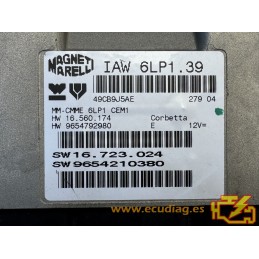 MAGNETI MARELLI
IAW 6LP1.39
49CB9J5AE 279 04
MM-CMME 6LP1 CEM1
HW 16.560.174 Corbetta
HW 9654792980 E 12V=
SW16.723.024
SW9654210380
www.ecudiag.es